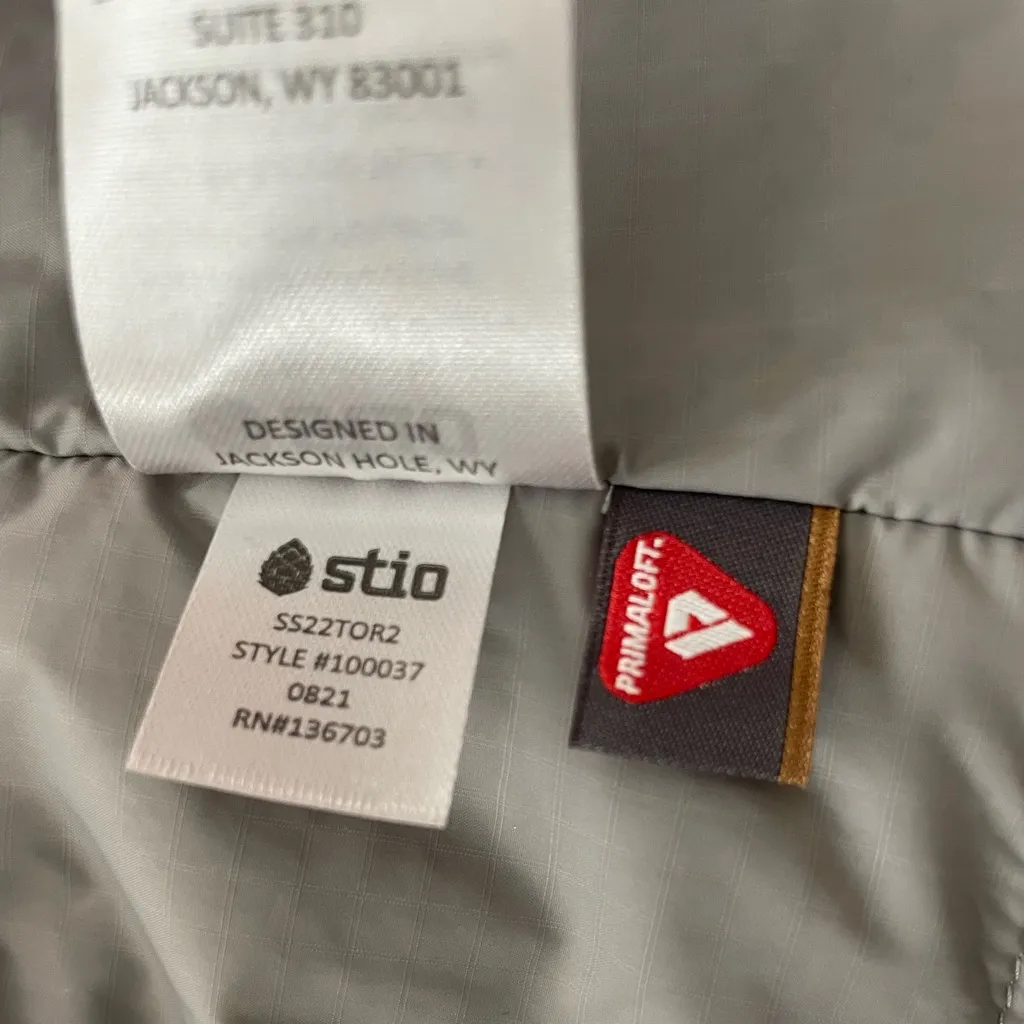 SUITE 310
JACKSON, WY 83001
DESIGNED IN
JACKSON HOLE, WY
stio
SS22TOR2
STYLE #100037
0821
RN#136703
PRIMALOFT